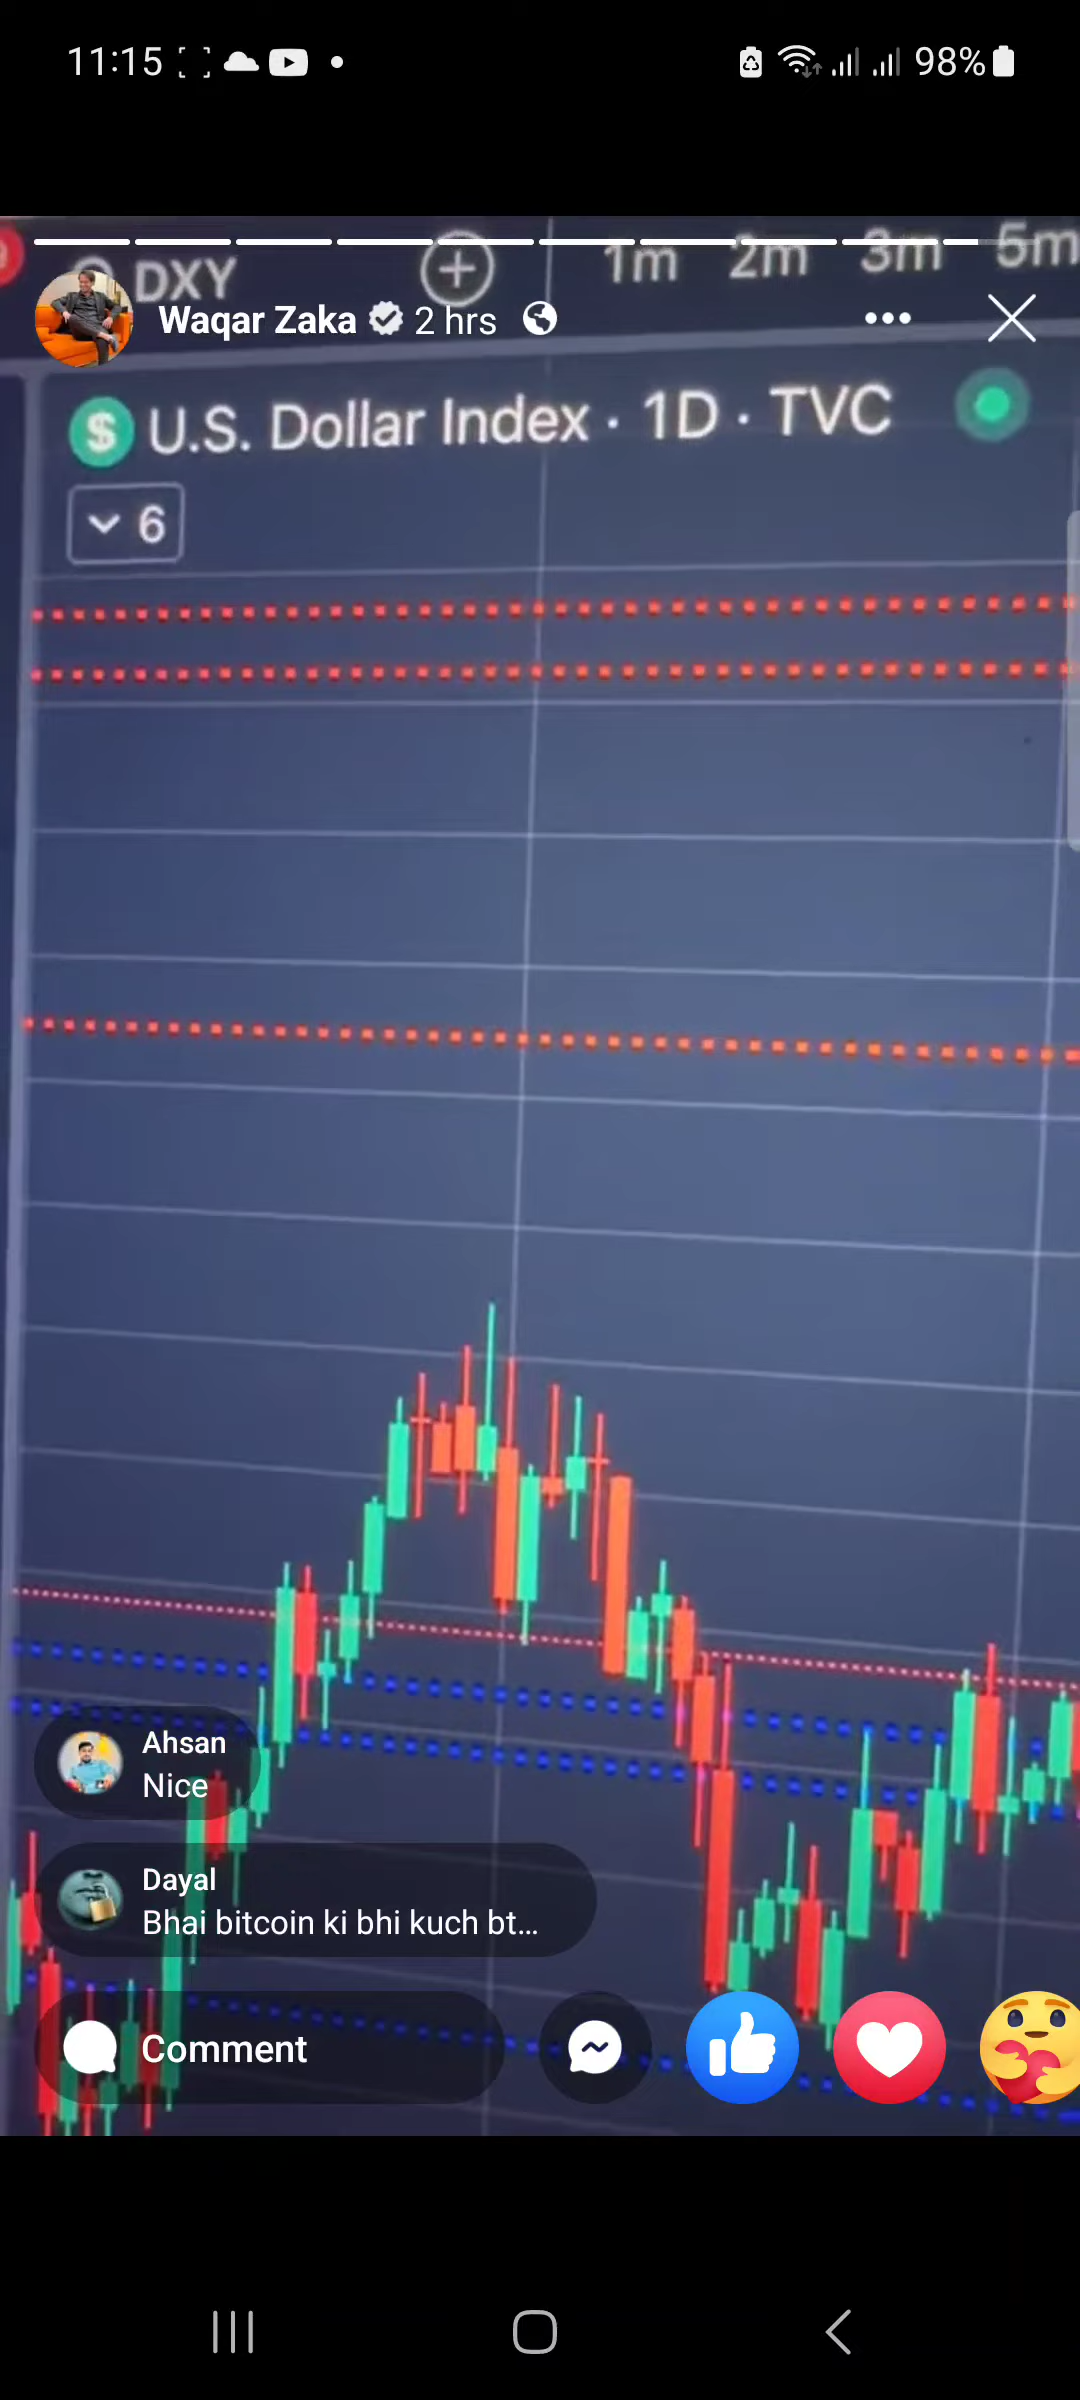 11:15
98%
DXY
1m 2m 3m 5m
Waqar Zaka 2 hrs
U.S. Dollar Index · 1D · TVC
6
Ahsan
Nice
Dayal
Bhai bitcoin ki bhi kuch bt...
Comment